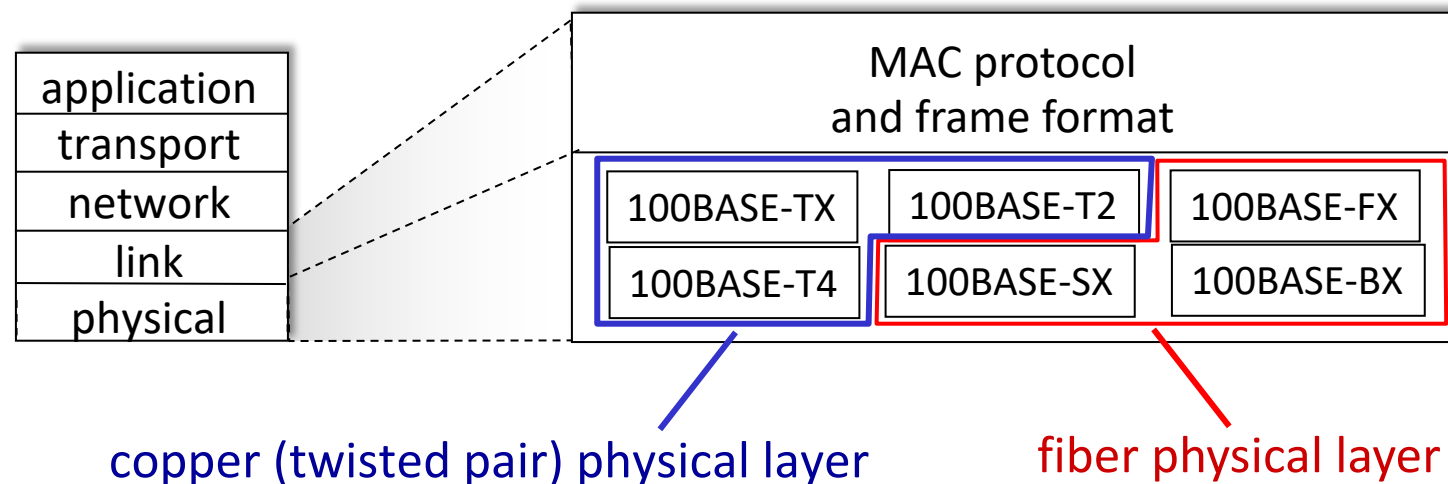 application
transport
network
link
physical
MAC protocol
and frame format
100BASE-TX
100BASE-T2
100BASE-FX
100BASE-T4
100BASE-SX
100BASE-BX
copper (twisted pair) physical layer
fiber physical layer